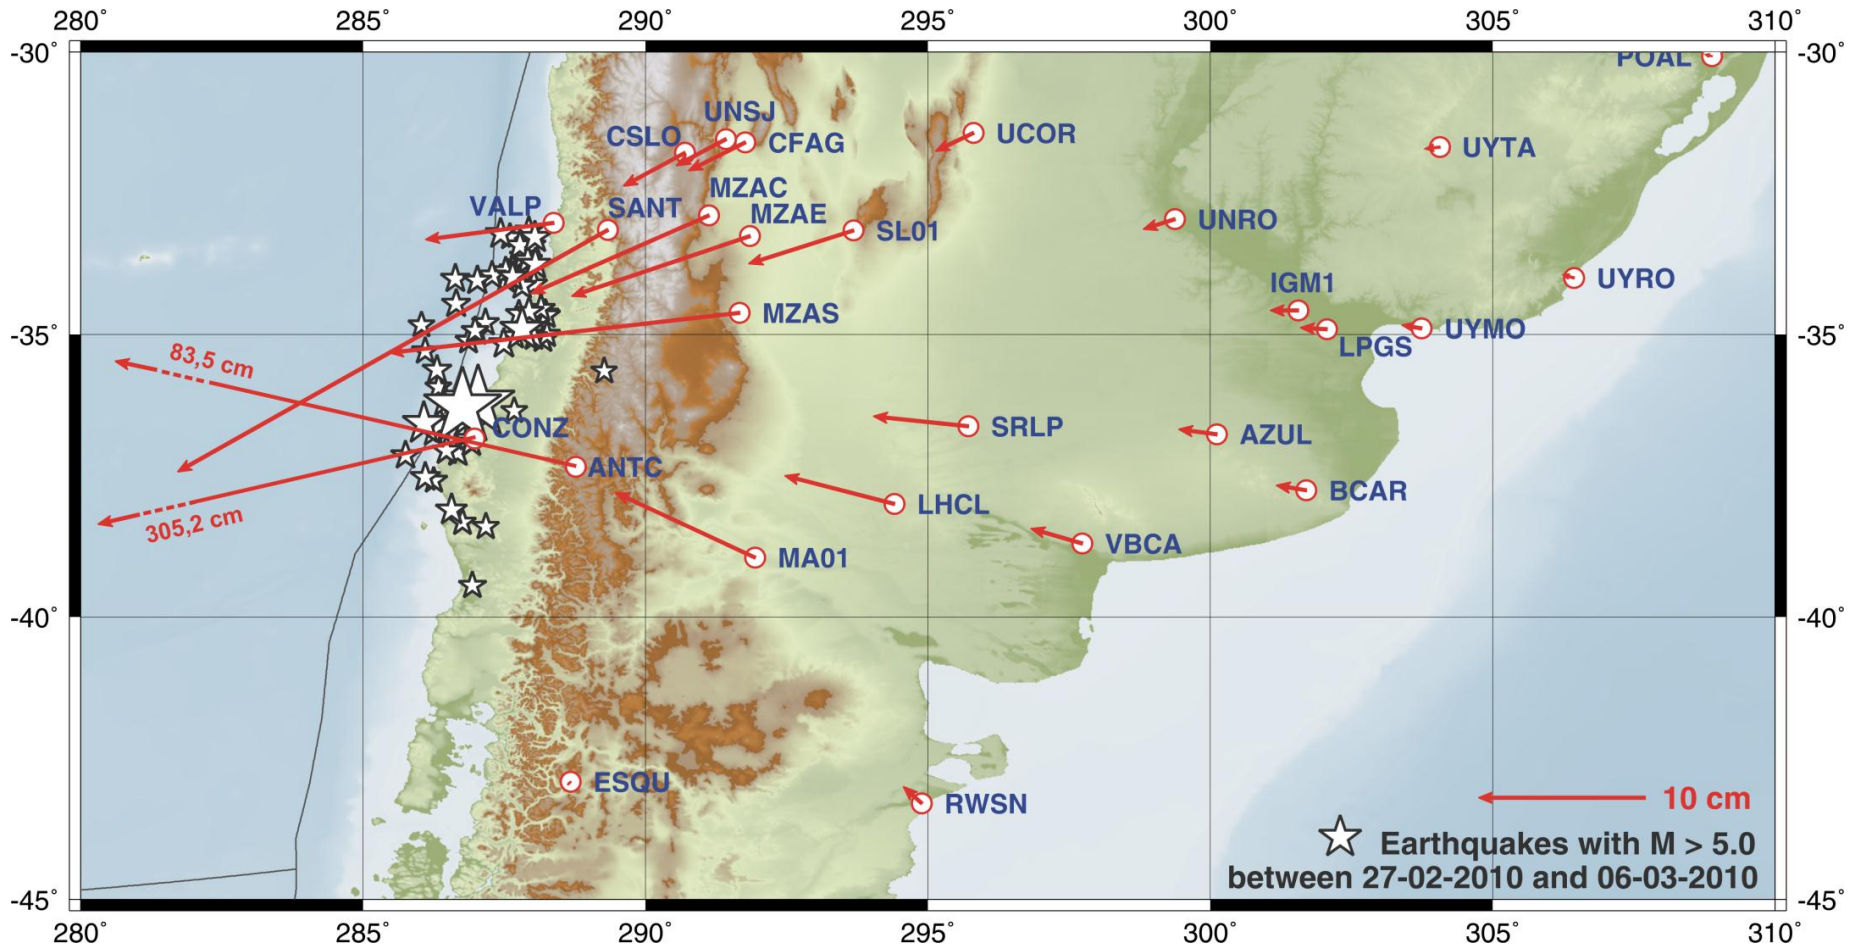 280° 285° 290° 295° 300° 305° 310°
-30° -30°
POAL
UNSJ
CSLO CFAG UCOR UYTA
MZAC
VALP SANT MZAE
UNRO
SL01
IGM1 UYRO
MZAS
-35° UYMO -35°
LPGS
83,5 cm
CONZ SRLP AZUL
ANTC
BCAR
LHCL
305,2 cm
VBCA
MA01
-40° -40°
ESQU
RWSN 10 cm
Earthquakes with M > 5.0
between 27-02-2010 and 06-03-2010
-45° -45°
280° 285° 290° 295° 300° 305° 310°